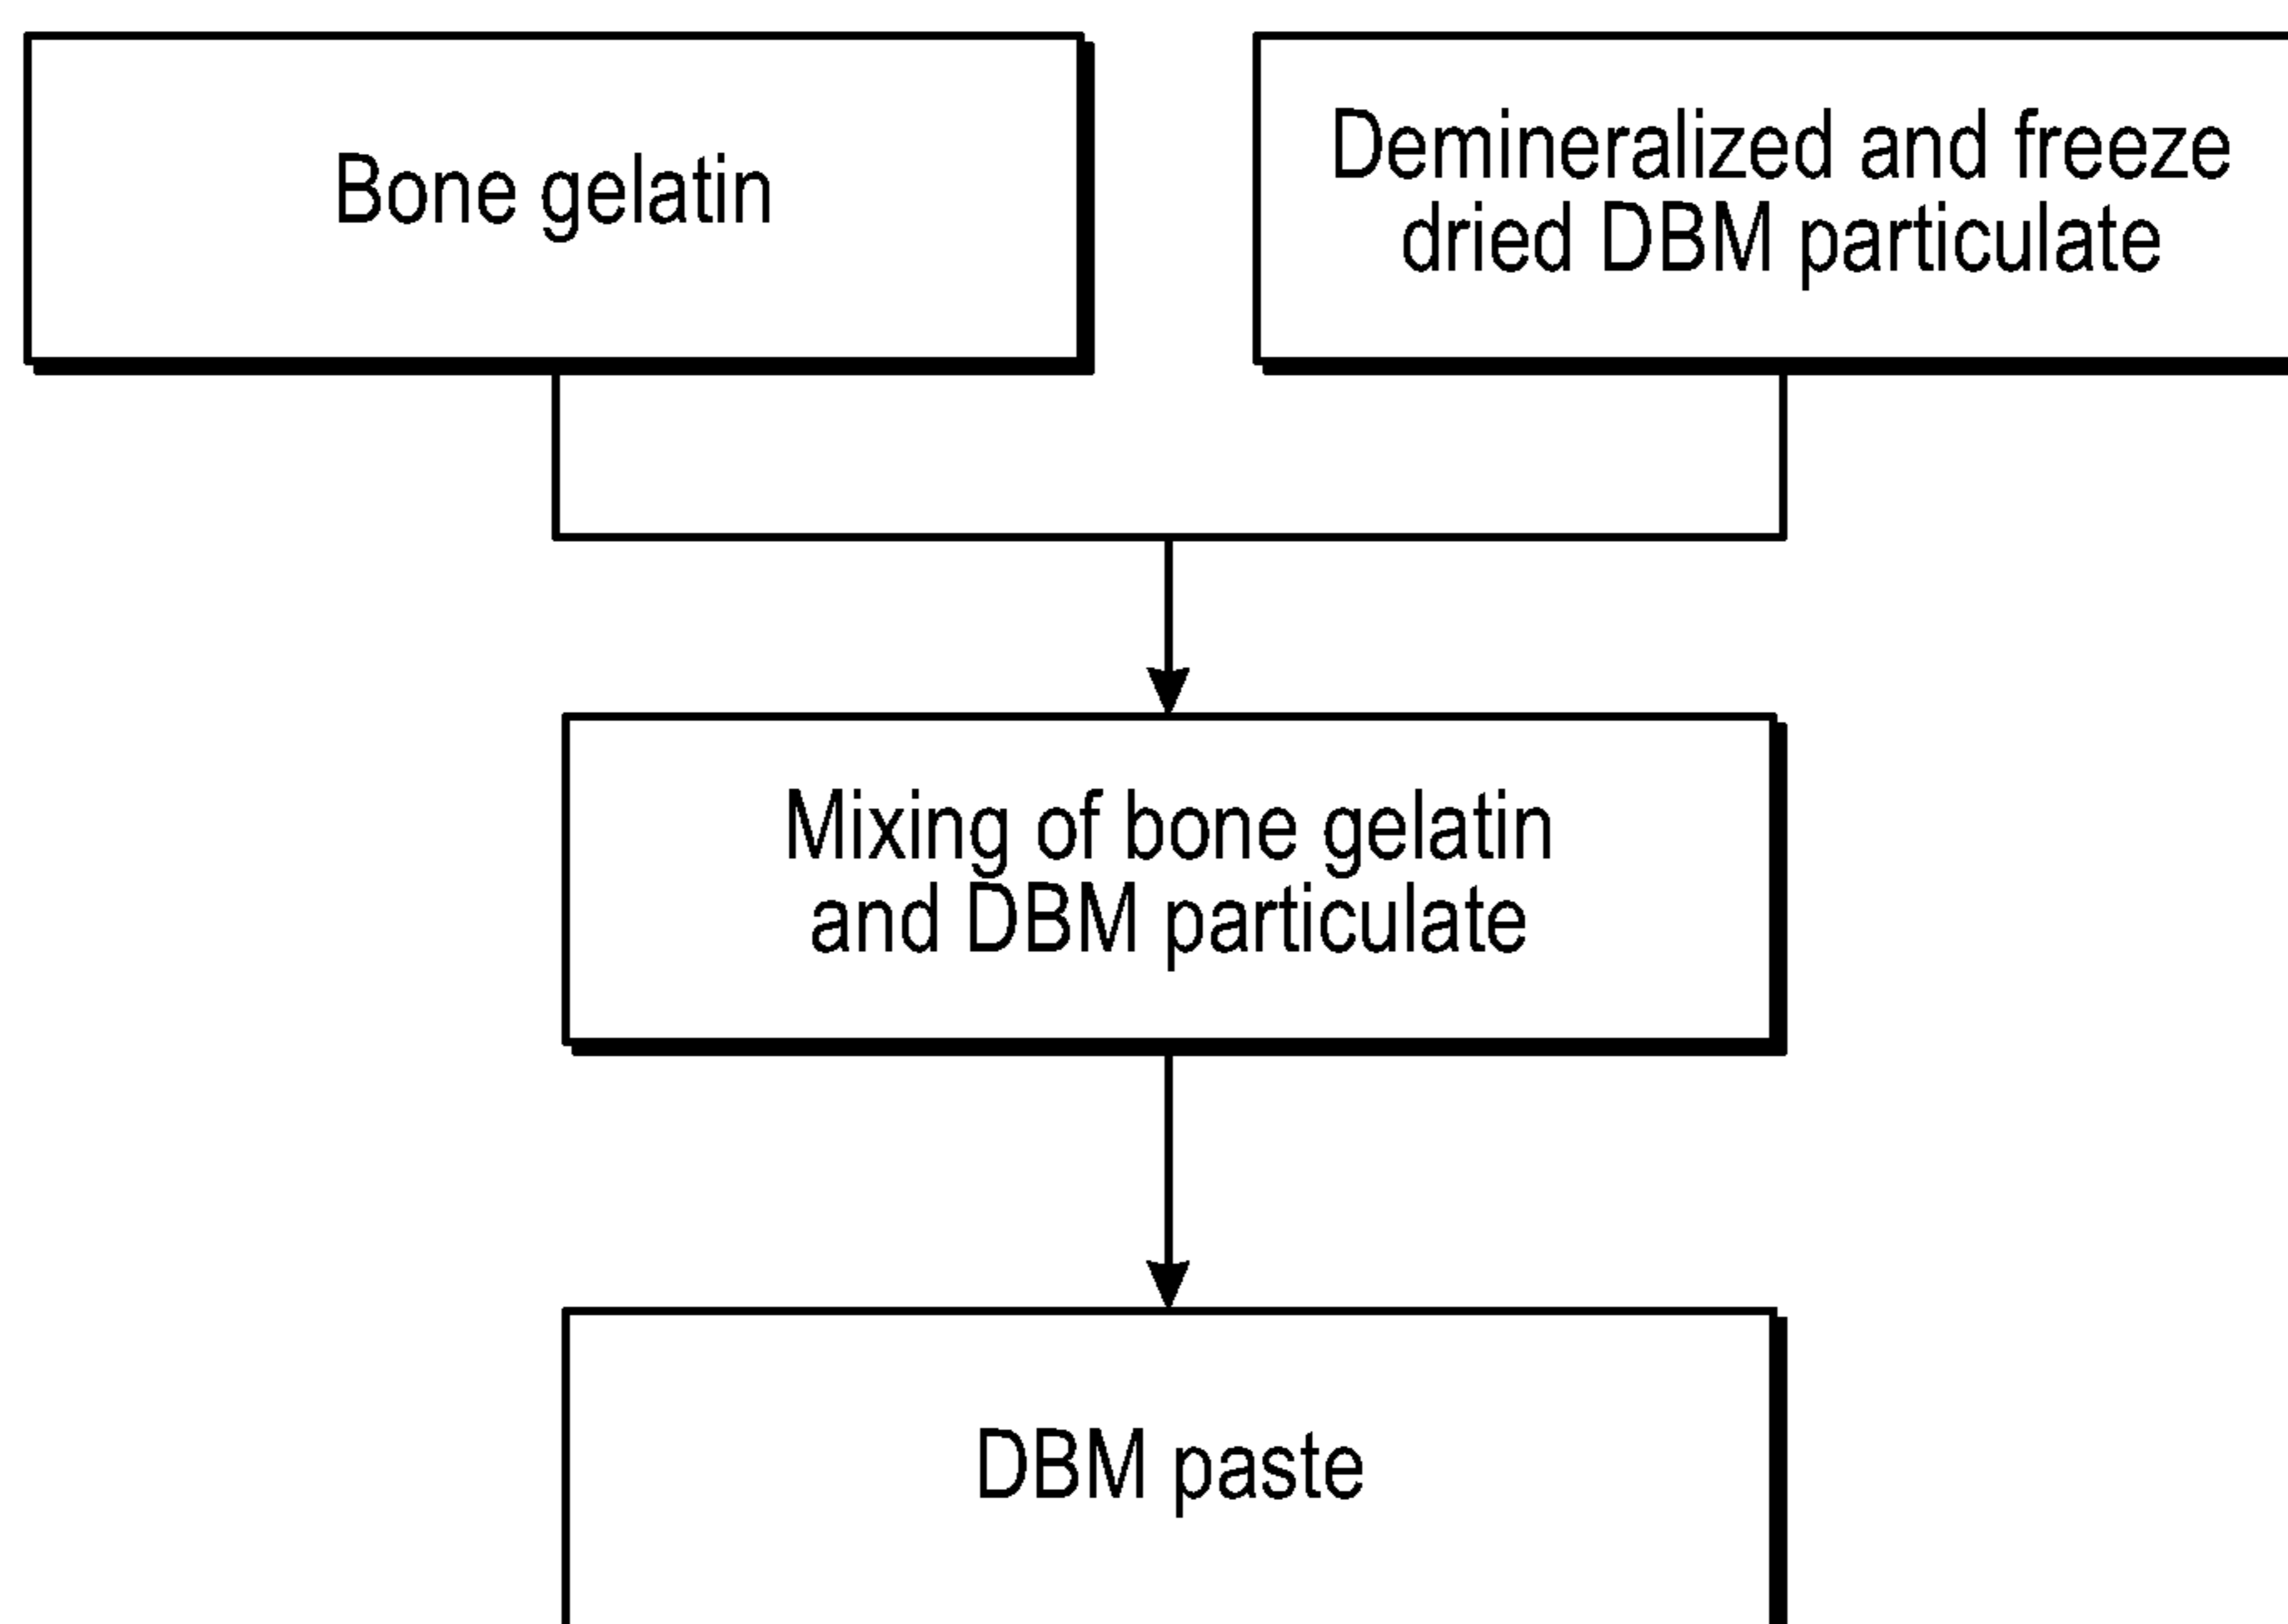 Bone gelatin
Demineralized and freeze
dried DBM particulate
Mixing of bone gelatin
and DBM particulate
DBM paste